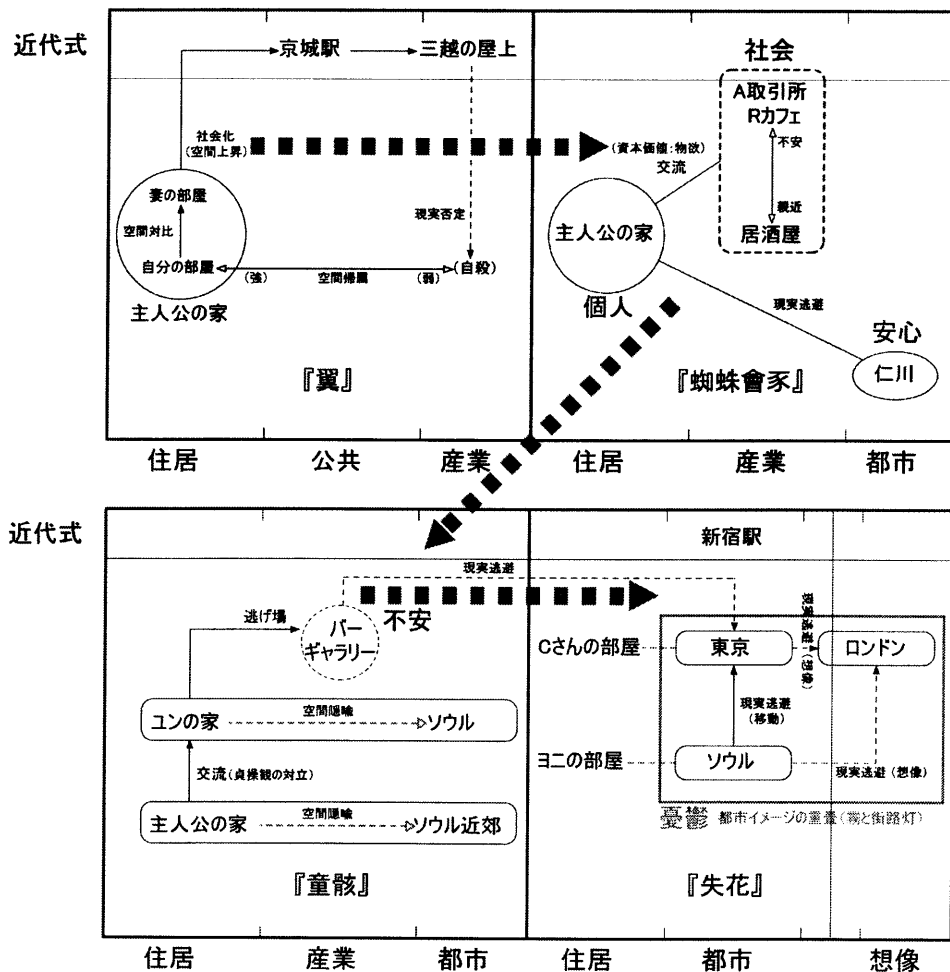 近代式
京城駅
三越の屋上
社会化
(空間上昇)
妻の部屋
空間対比
自分の部屋
主人公の家
(強)
空間帰属
(弱)
現実否定
(自殺)
『翼』
社会
A取引所
Rカフェ
不安
親近
居酒屋
(資本価値:物欲)
交流
主人公の家
個人
現実逃避
安心
仁川
『蜘蛛會豕』
住居
公共
産業
住居
産業
都市
近代式
逃げ場
バー
ギャラリー
不安
現実逃避
ユンの家
空間隠喩
ソウル
交流(貞操観の対立)
主人公の家
空間隠喩
ソウル近郊
『童骸』
新宿駅
Cさんの部屋
東京
現実逃避(想像)
ロンドン
現実逃避
(移動)
ヨニの部屋
ソウル
現実逃避(想像)
憂鬱
都市イメージの重畳(霧と街路灯)
『失花』
住居
産業
都市
住居
都市
想像